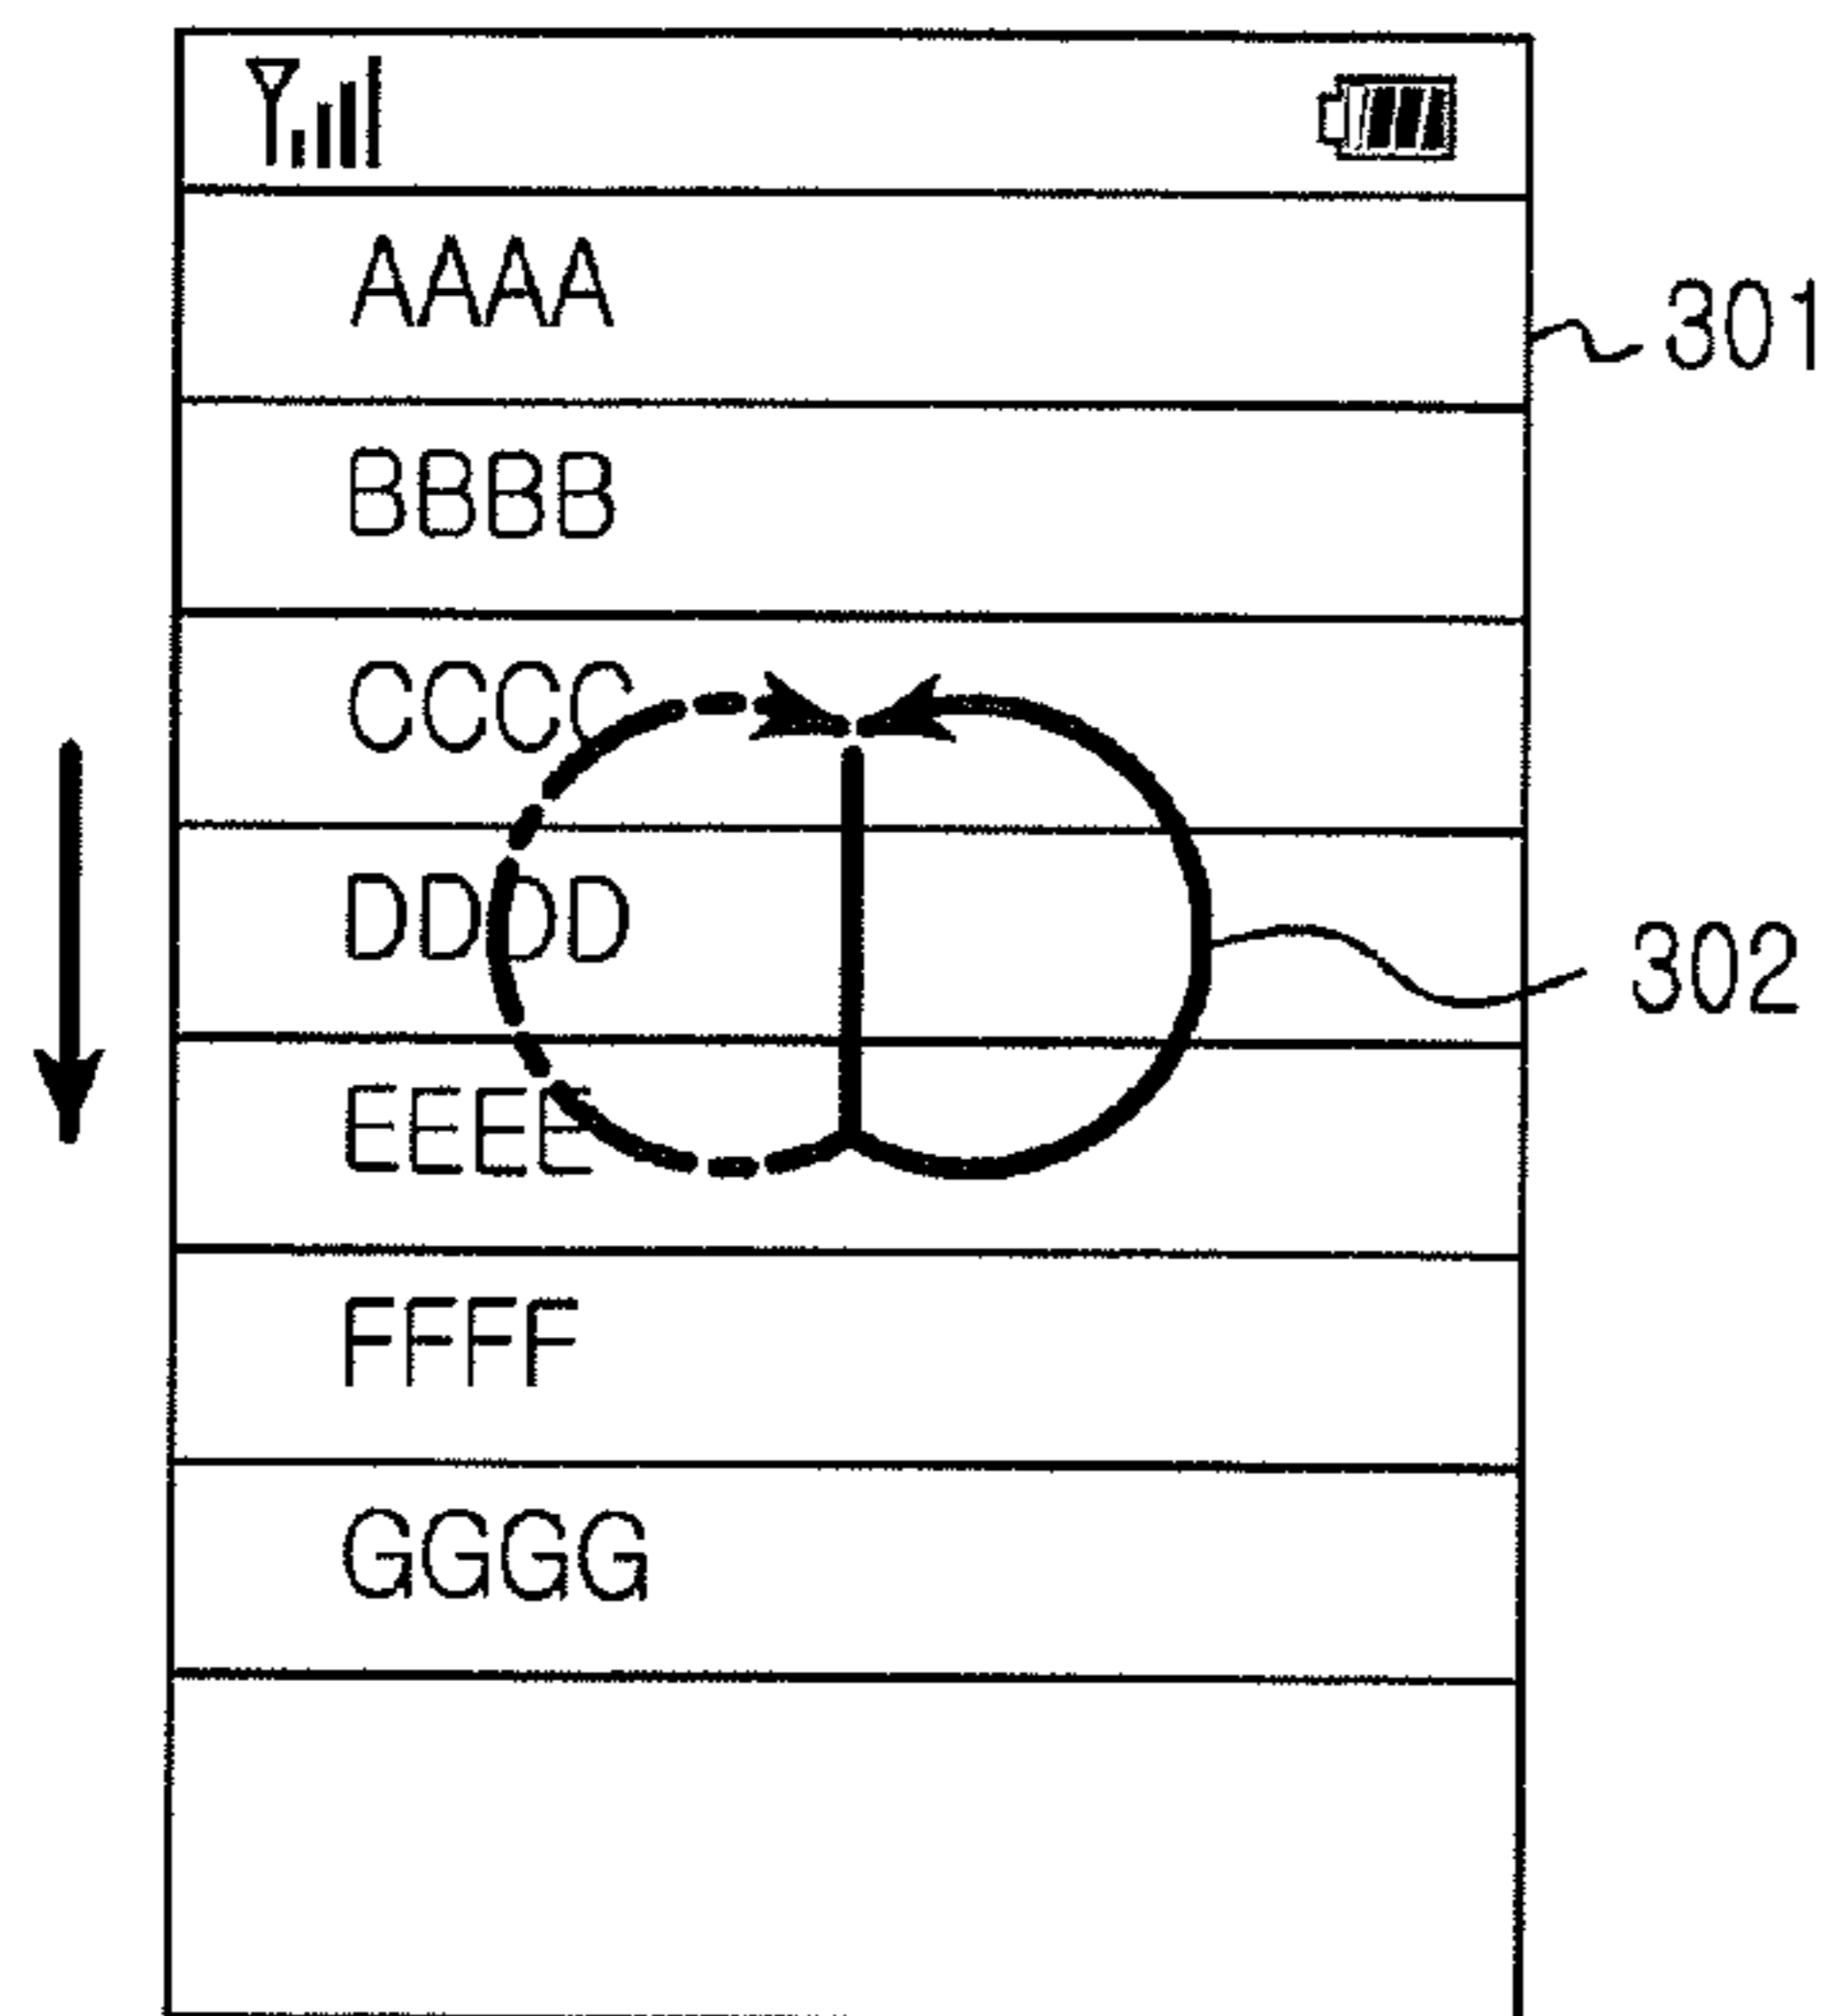 AAAA
301
BBBB
CCCC
DDDD
302
EEEE
FFFF
GGGG